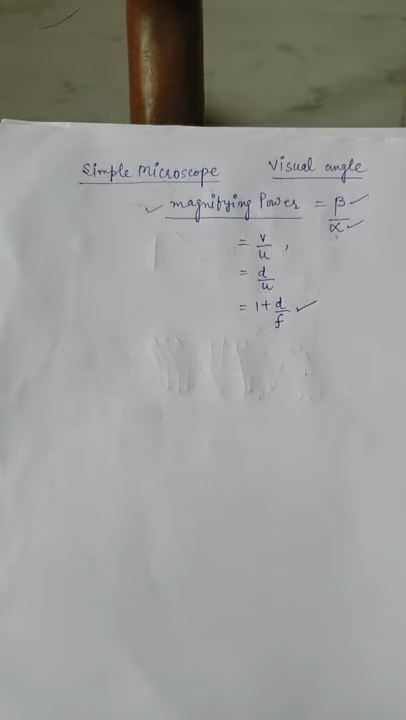 Simple Microscope Visual angle
✓ magnifying Power = β✓/α✓
= v/u ,
= d/u
= 1+d/f ✓